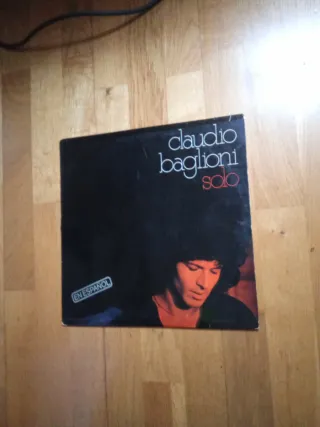 claudio
baglioni
solo
EN ESPAÑOL